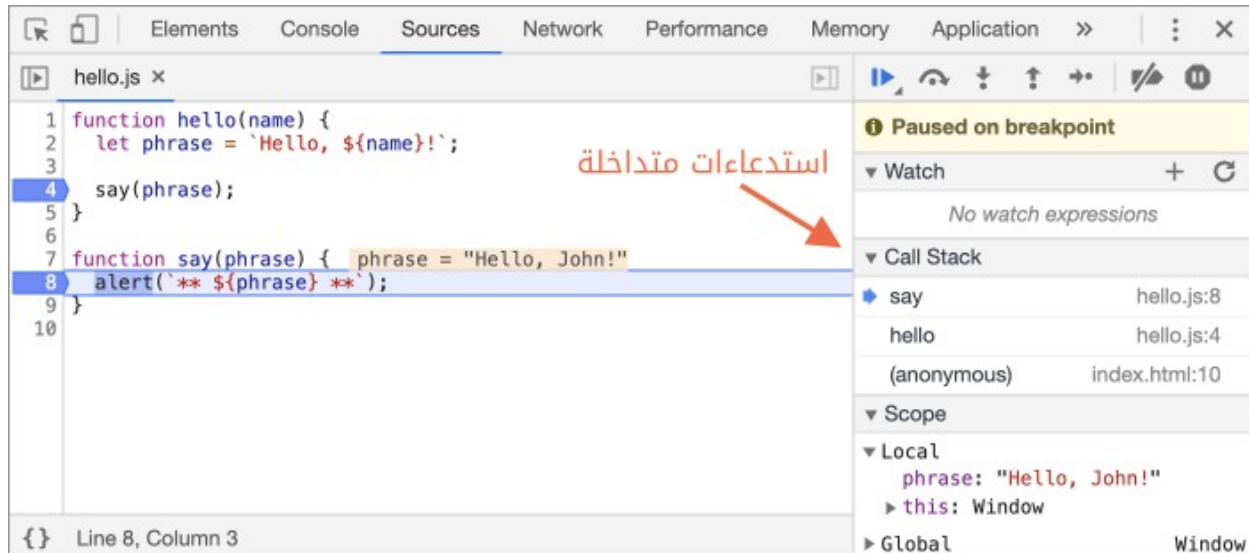 Elements Console Sources Network Performance Memory Application »
hello.js ×
1 function hello(name) {
2   let phrase = `Hello, ${name}!`;
3
4   say(phrase);
5 }
6
7 function say(phrase) {   phrase = "Hello, John!"
8   alert(`** ${phrase} **`);
9 }
10
{} Line 8, Column 3
استدعاءات متداخلة
Paused on breakpoint
Watch
No watch expressions
Call Stack
say hello.js:8
hello hello.js:4
(anonymous) index.html:10
Scope
Local
phrase: "Hello, John!"
this: Window
Global Window